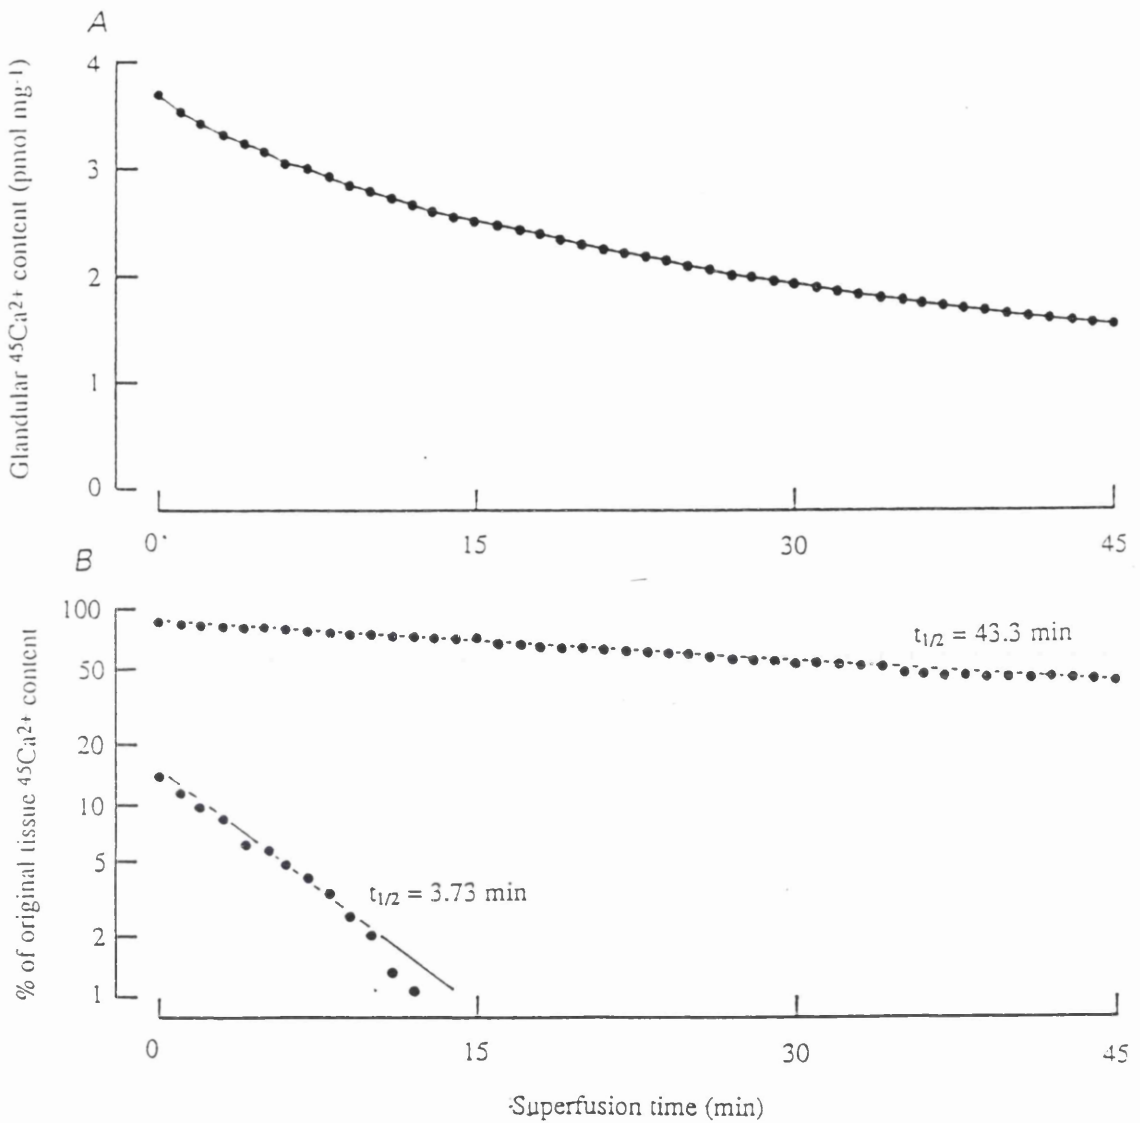 A
Glandular ⁴⁵Ca²⁺ content (pmol mg⁻¹)
4
3
2
1
0
0
15
30
45
B
% of original tissue ⁴⁵Ca²⁺ content
100
50
20
10
5
2
1
t1/2 = 43.3 min
t1/2 = 3.73 min
0
15
30
45
Superfusion time (min)